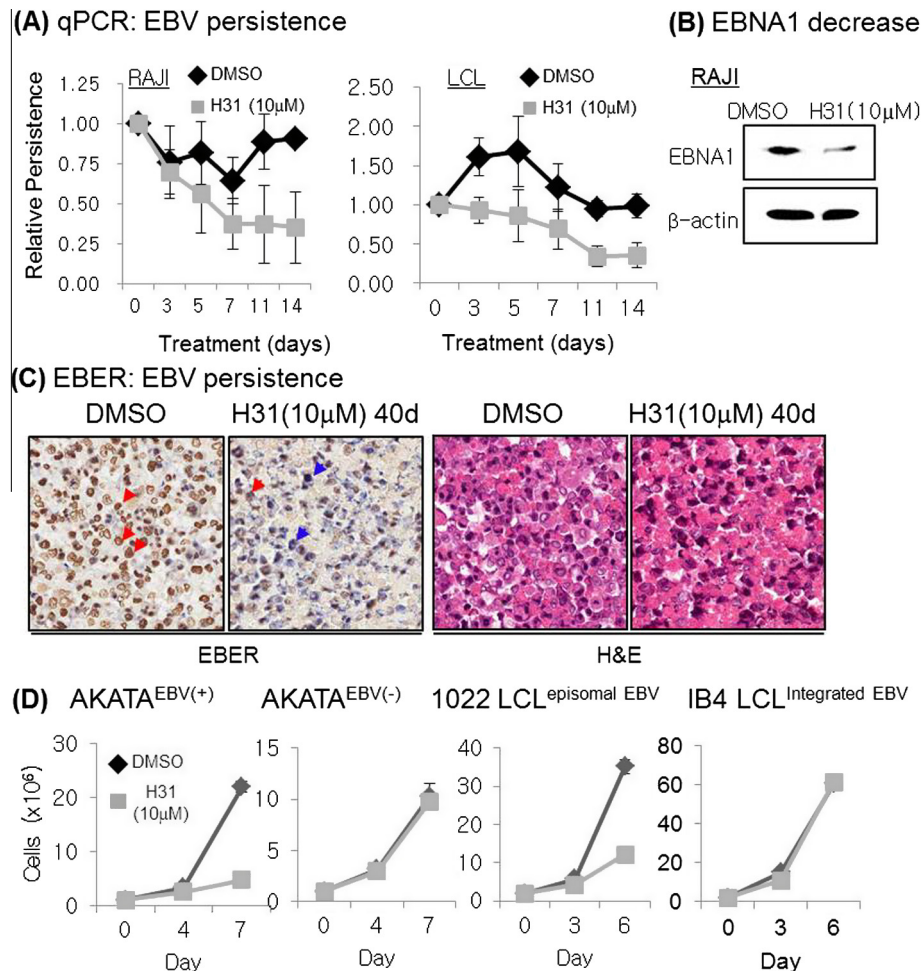 (A) qPCR: EBV persistence
RAJI
DMSO
H31 (10μM)
Relative Persistence
1.25
1.00
0.75
0.50
0.25
0.00
0 3 5 7 11 14
Treatment (days)
LCL
DMSO
H31 (10μM)
2.50
2.00
1.50
1.00
0.50
0.00
0 3 5 7 11 14
Treatment (days)
(B) EBNA1 decrease
RAJI
DMSO H31(10μM)
EBNA1
β-actin
(C) EBER: EBV persistence
DMSO H31(10μM) 40d DMSO H31(10μM) 40d
EBER H&E
(D) AKATA^EBV(+) AKATA^EBV(-) 1022 LCL^episomal EBV IB4 LCL^Integrated EBV
Cells (x10⁶)
30
20
10
0
DMSO
H31
(10μM)
0 4 7
Day
15
10
5
0
0 4 7
Day
40
30
20
10
0
0 3 6
Day
60
40
20
0
0 3 6
Day